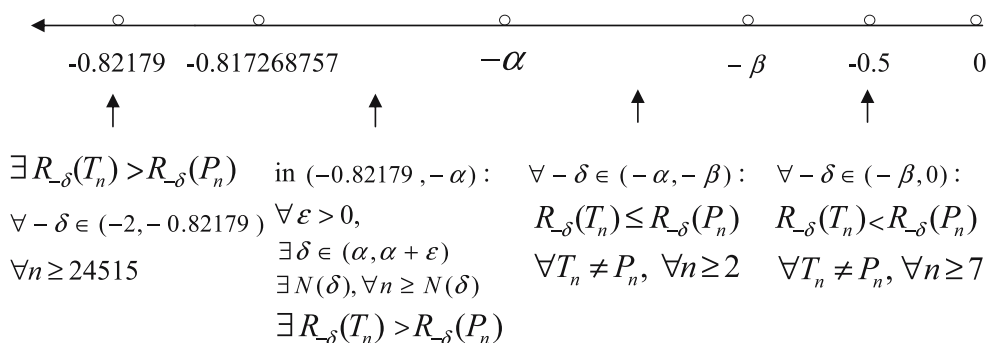 -0.82179 -0.817268757 -α -β -0.5 0
∃ R_{-δ}(T_n) > R_{-δ}(P_n)
∀ -δ ∈ (-2, -0.82179 )
∀n ≥ 24515
in (-0.82179 , -α) :
∀ ε > 0,
∃ δ ∈ (α, α + ε)
∃ N(δ), ∀n ≥ N(δ)
∃ R_{-δ}(T_n) > R_{-δ}(P_n)
∀ -δ ∈ (-α, -β) :
R_{-δ}(T_n) ≤ R_{-δ}(P_n)
∀T_n ≠ P_n, ∀n ≥ 2
∀ -δ ∈ (-β, 0) :
R_{-δ}(T_n) < R_{-δ}(P_n)
∀T_n ≠ P_n, ∀n ≥ 7